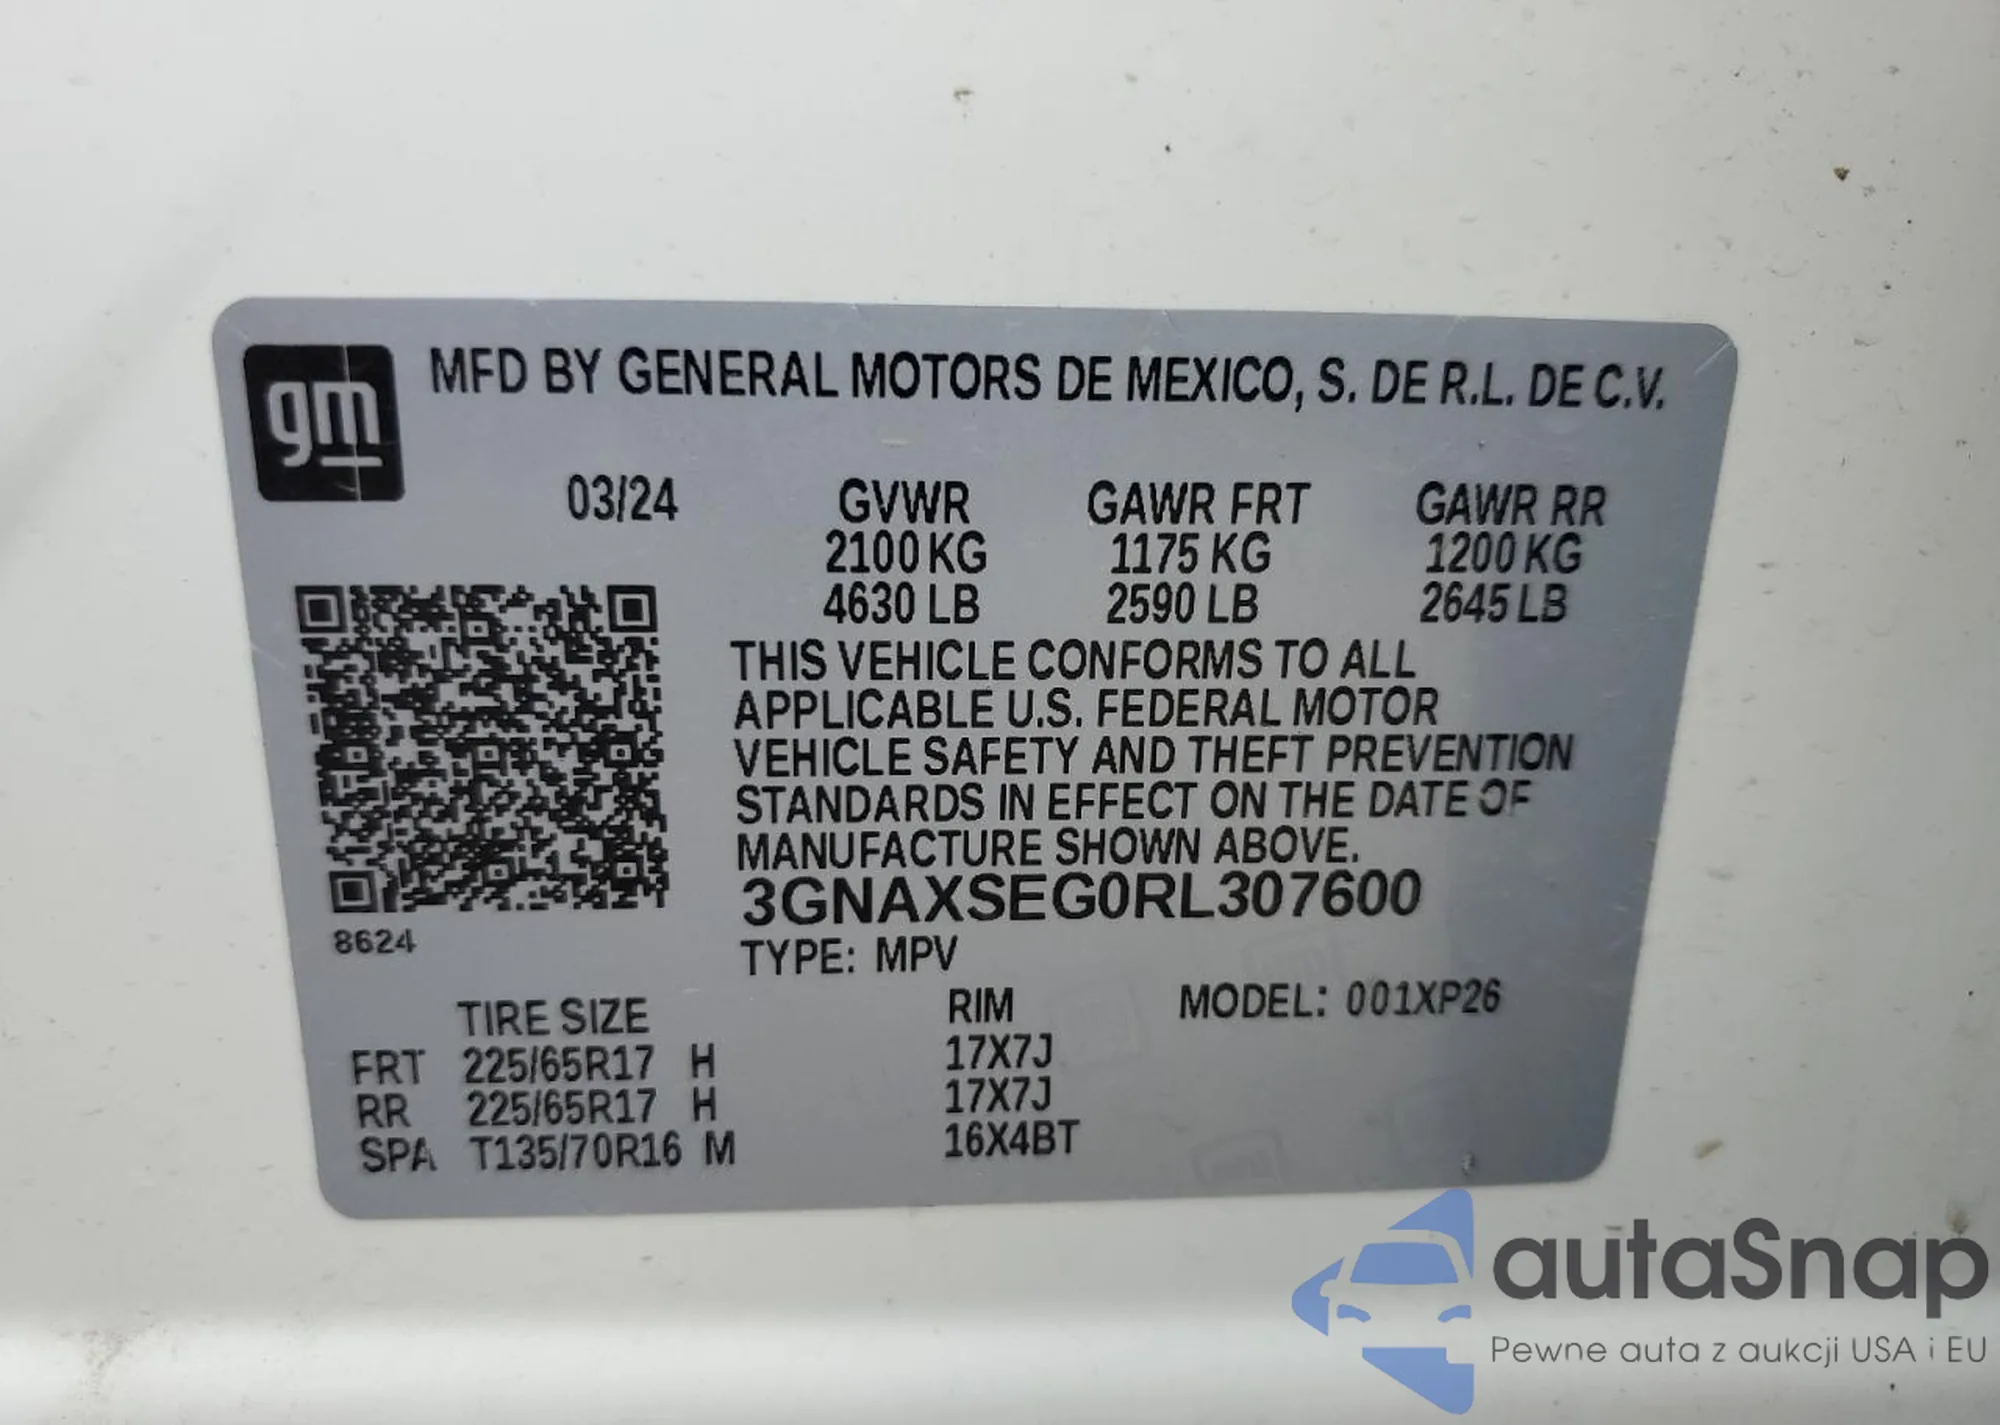 gm
MFD BY GENERAL MOTORS DE MEXICO, S. DE R.L. DE C.V.
03/24 GVWR GAWR FRT GAWR RR
2100 KG 1175 KG 1200 KG
4630 LB 2590 LB 2645 LB
THIS VEHICLE CONFORMS TO ALL
APPLICABLE U.S. FEDERAL MOTOR
VEHICLE SAFETY AND THEFT PREVENTION
STANDARDS IN EFFECT ON THE DATE OF
MANUFACTURE SHOWN ABOVE.
3GNAXSEG0RL307600
8624
TYPE: MPV
TIRE SIZE RIM MODEL: 001XP26
FRT 225/65R17 H 17X7J
RR 225/65R17 H 17X7J
SPA T135/70R16 M 16X4BT
autaSnap
Pewne auta z aukcji USA i EU